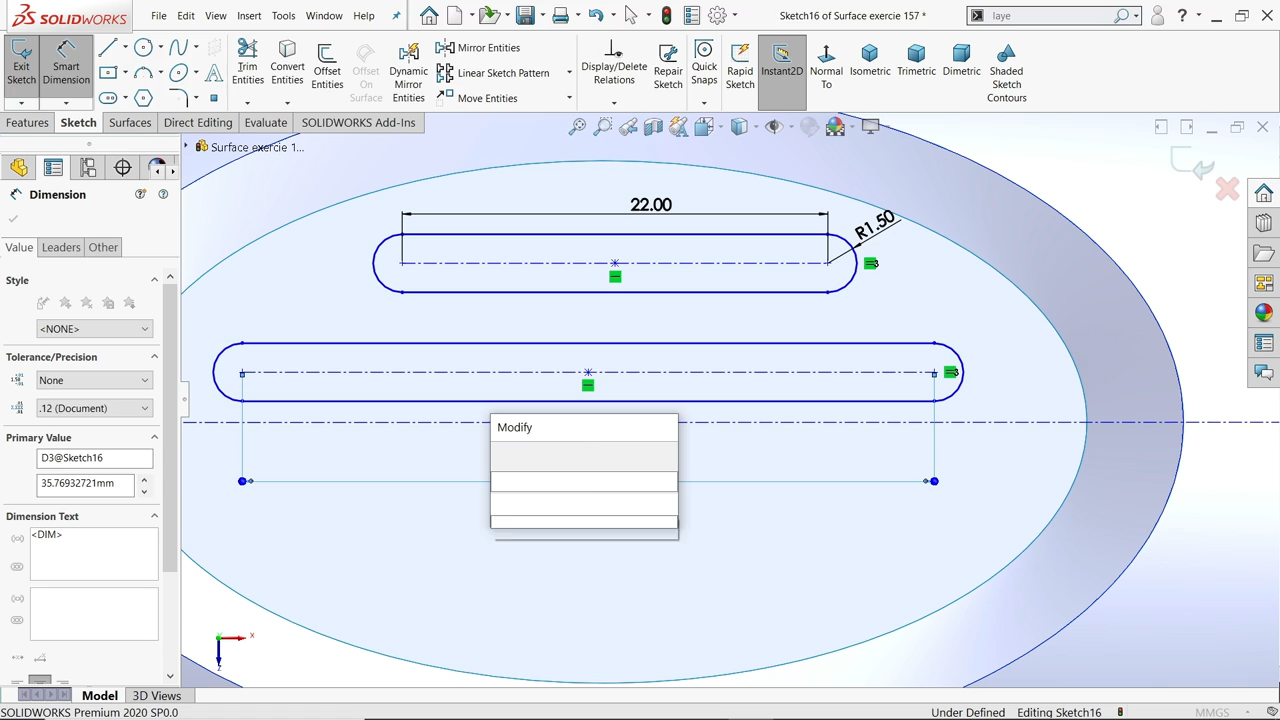 SOLIDWORKS
File Edit View Insert Tools Window Help
Sketch16 of Surface exercie 157 *
laye
Exit Sketch
Smart Dimension
Trim Entities
Convert Entities
Offset Entities
Offset On Surface
Mirror Entities
Dynamic Mirror Entities
Linear Sketch Pattern
Move Entities
Display/Delete Relations
Repair Sketch
Quick Snaps
Rapid Sketch
Instant2D
Normal To
Isometric
Trimetric
Dimetric
Shaded Sketch Contours
Features Sketch Surfaces Direct Editing Evaluate SOLIDWORKS Add-Ins
Surface exercie 1...
Dimension
Value Leaders Other
Style
<NONE>
Tolerance/Precision
None
.12 (Document)
Primary Value
D3@Sketch16
35.76932721mm
Dimension Text
<DIM>
22.00
R1.50
Modify
X
Z
Model 3D Views
SOLIDWORKS Premium 2020 SP0.0
Under Defined Editing Sketch16 MMGS